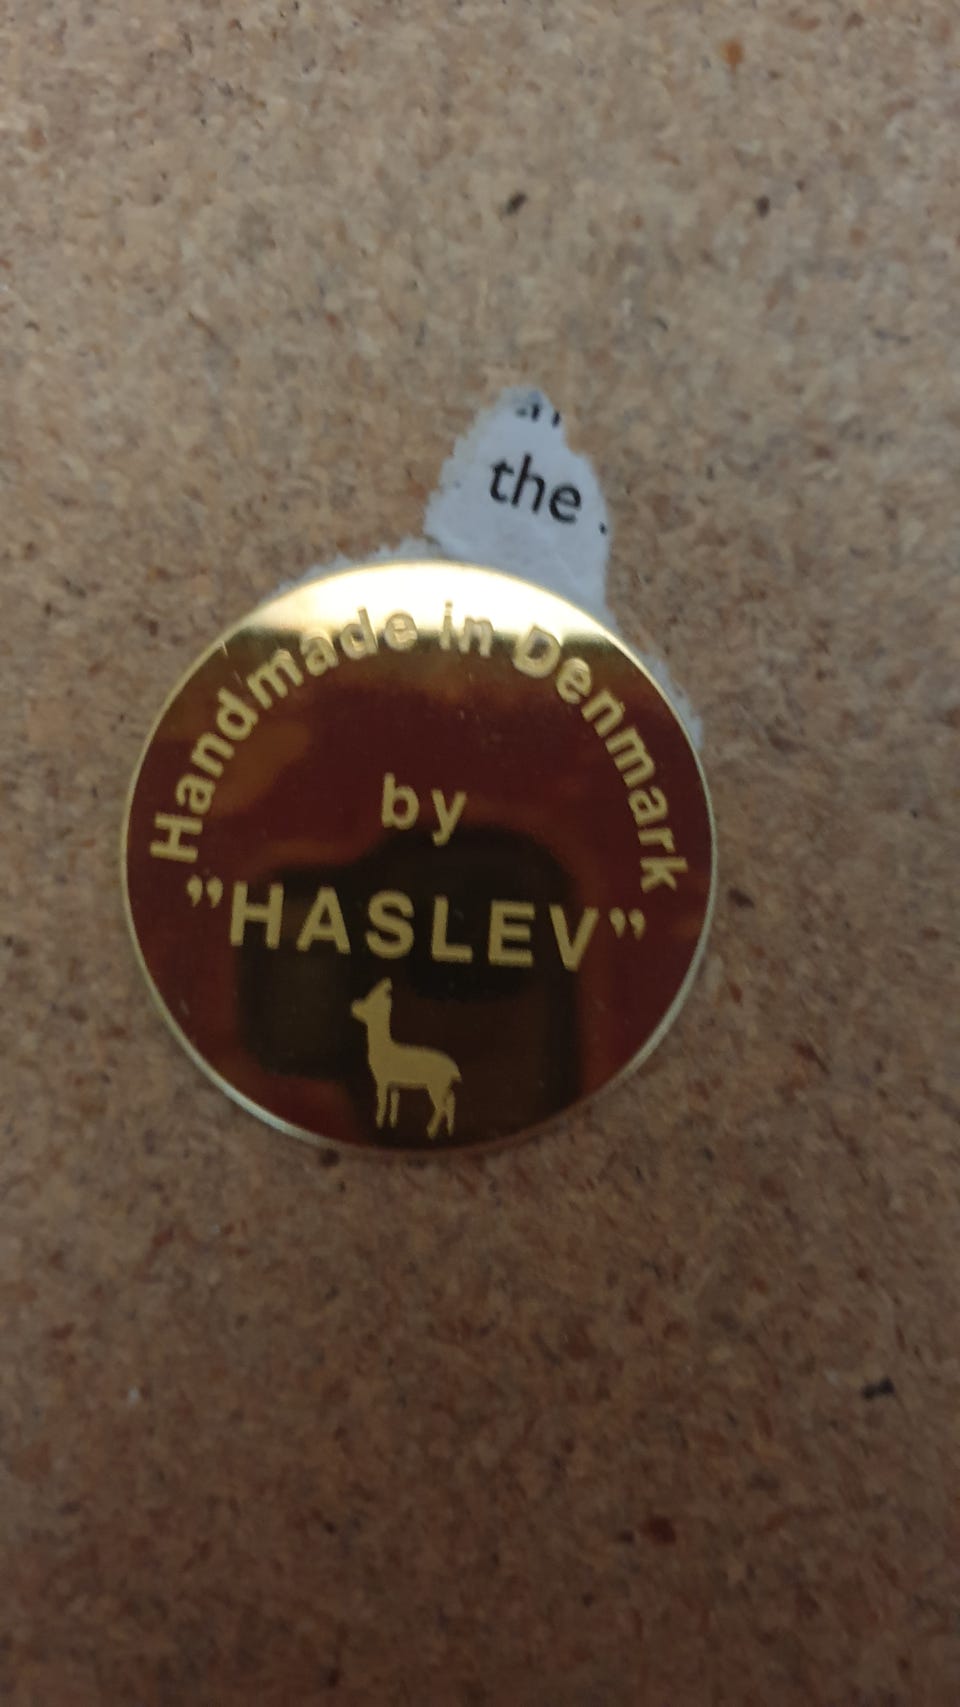 the .
Handmade in Denmark
by
”HASLEV”